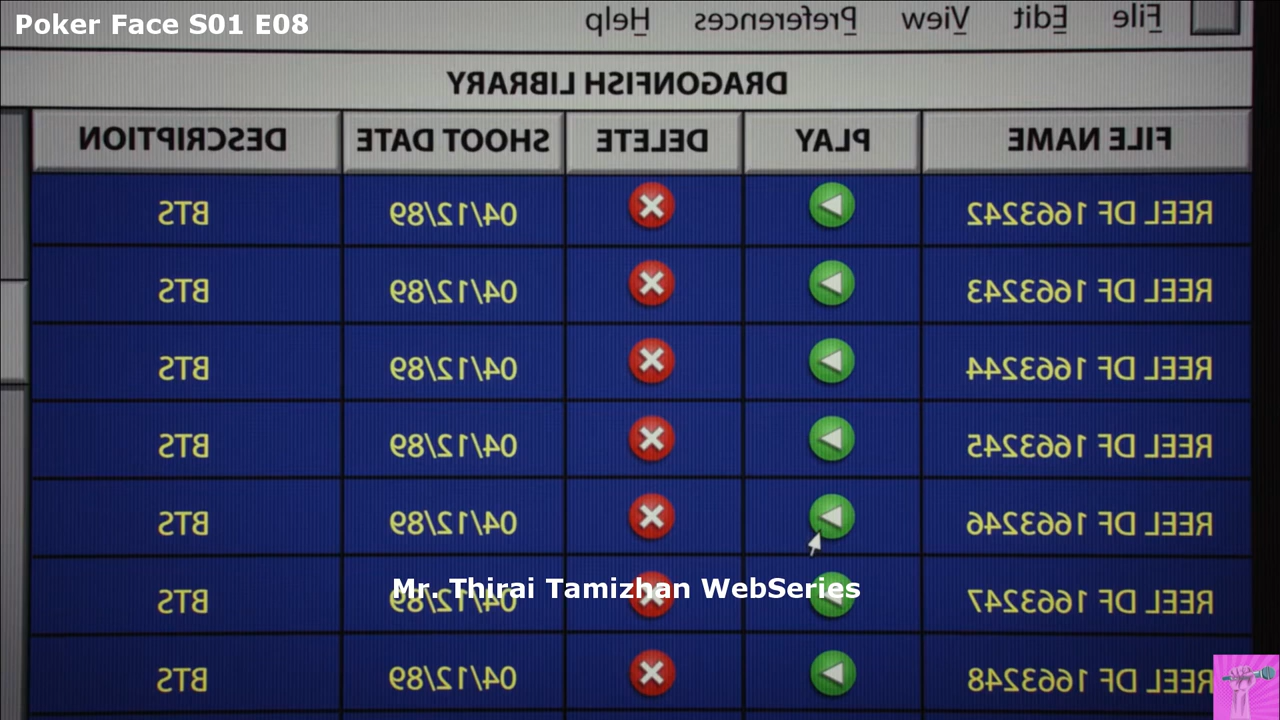 Poker Face S01 E08
File Edit View Preferences Help
DRAGONFISH LIBRARY
FILE NAME PLAY DELETE SHOOT DATE DESCRIPTION
REEL DF 1663242 04/12/89 BTS
REEL DF 1663243 04/12/89 BTS
REEL DF 1663244 04/12/89 BTS
REEL DF 1663245 04/12/89 BTS
REEL DF 1663246 04/12/89 BTS
Mr. Thirai Tamizhan WebSeries
REEL DF 1663247 04/12/89 BTS
REEL DF 1663248 04/12/89 BTS